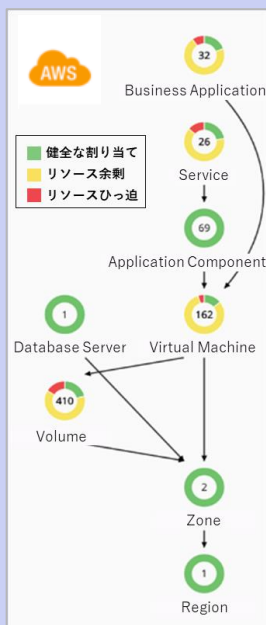 AWS
32
Business Application
26
Service
健全な割り当て
リソース余剰
リソースひっ迫
69
Application Component
1
Database Server
162
Virtual Machine
410
Volume
2
Zone
1
Region